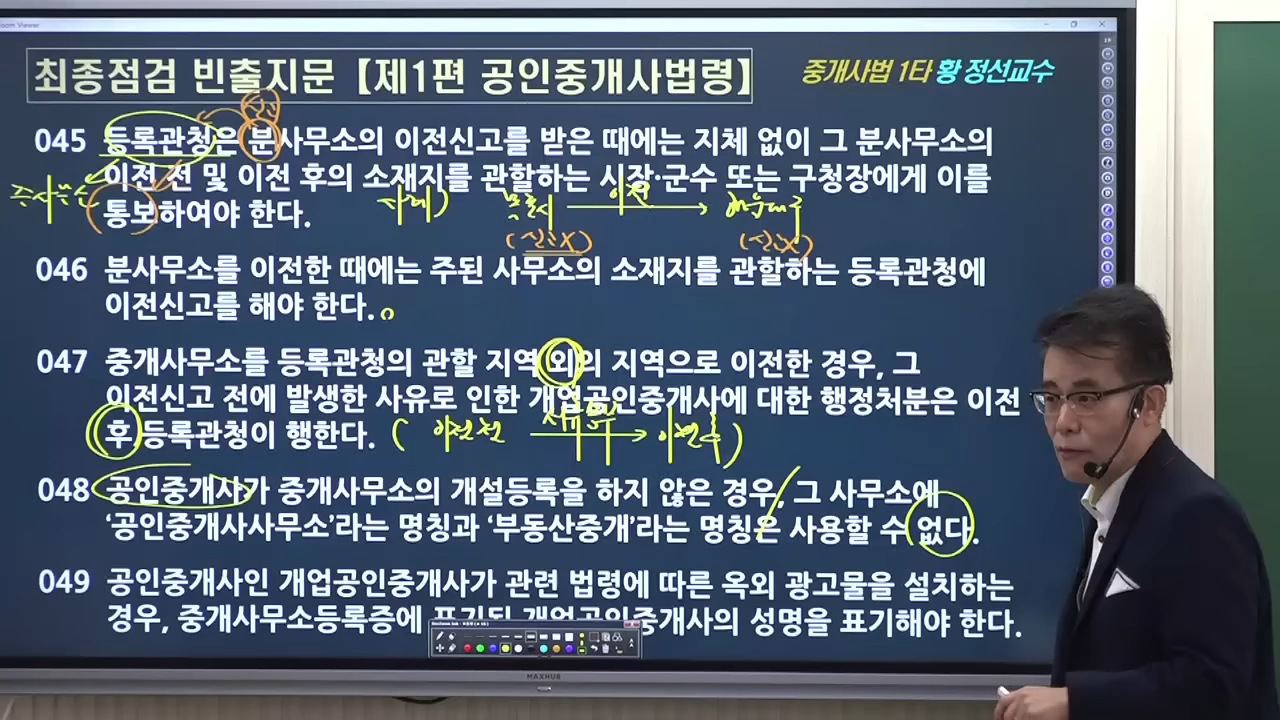 최종점검 빈출지문【제1편 공인중개사법령】
중개사법 1타 황 정선교수
045 등록관청은 분사무소의 이전신고를 받은 때에는 지체 없이 그 분사무소의
이전 전 및 이전 후의 소재지를 관할하는 시장·군수 또는 구청장에게 이를
통보하여야 한다.
이전
(신고X)
(신고X)
046 분사무소를 이전한 때에는 주된 사무소의 소재지를 관할하는 등록관청에
이전신고를 해야 한다.
047 중개사무소를 등록관청의 관할 지역 외의 지역으로 이전한 경우, 그
이전신고 전에 발생한 사유로 인한 개업공인중개사에 대한 행정처분은 이전
후 등록관청이 행한다.
( 이전 전 이전 후 )
048 공인중개사가 중개사무소의 개설등록을 하지 않은 경우, 그 사무소에
‘공인중개사사무소’라는 명칭과 ‘부동산중개’라는 명칭은 사용할 수 없다.
049 공인중개사인 개업공인중개사가 관련 법령에 따른 옥외 광고물을 설치하는
경우, 중개사무소등록증에 표기된 개업공인중개사의 성명을 표기해야 한다.
MAXHUB